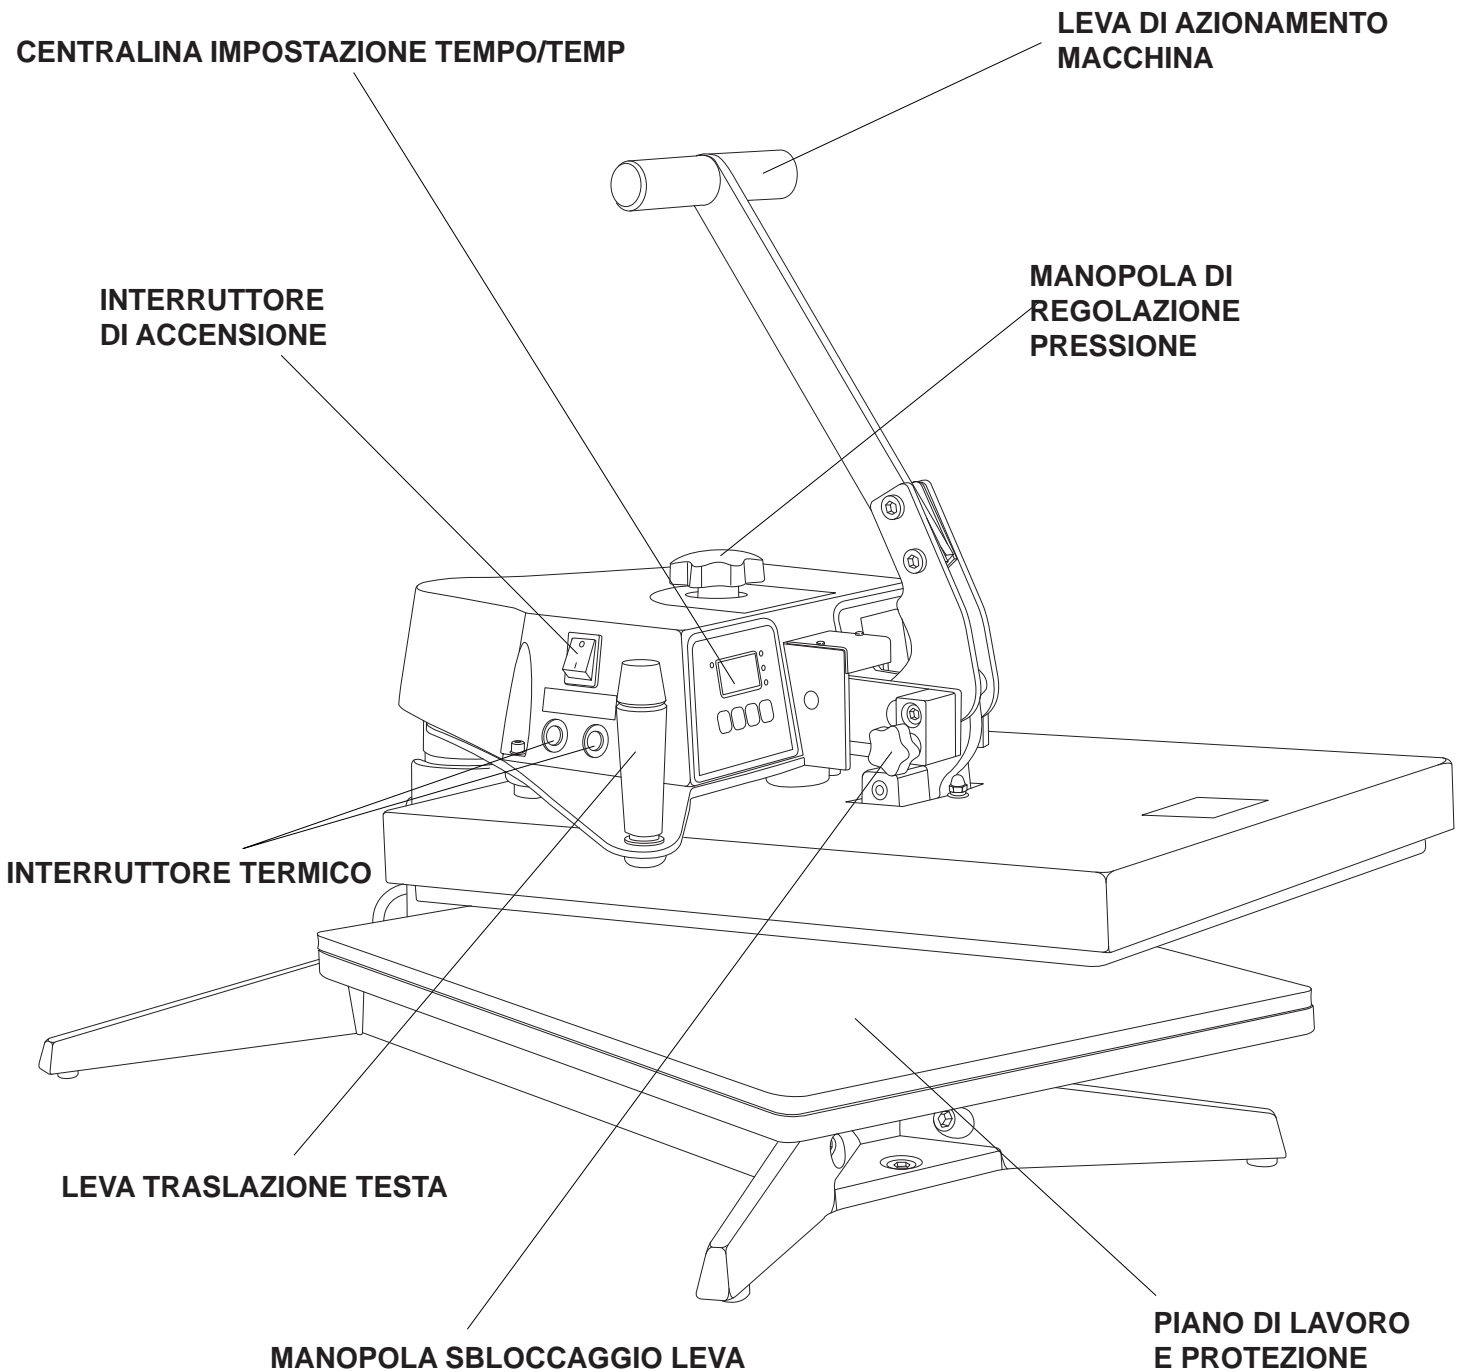 LEVA DI AZIONAMENTO
MACCHINA
CENTRALINA IMPOSTAZIONE TEMPO/TEMP
MANOPOLA DI
REGOLAZIONE
PRESSIONE
INTERRUTTORE
DI ACCENSIONE
INTERRUTTORE TERMICO
LEVA TRASLAZIONE TESTA
PIANO DI LAVORO
E PROTEZIONE
MANOPOLA SBLOCCAGGIO LEVA